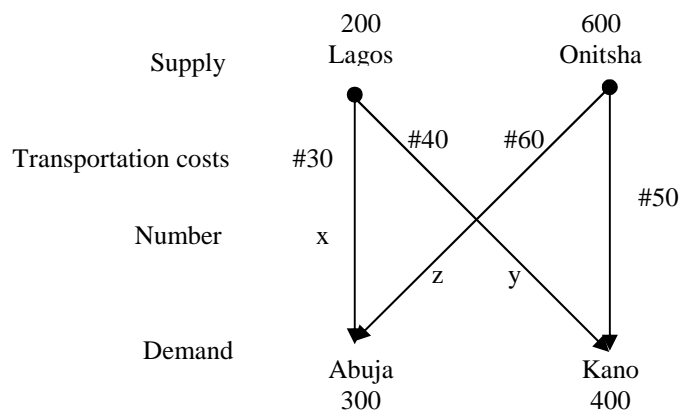 200 600
Supply Lagos Onitsha
Transportation costs #30 #40 #60 #50
Number x z y
Demand Abuja Kano
300 400